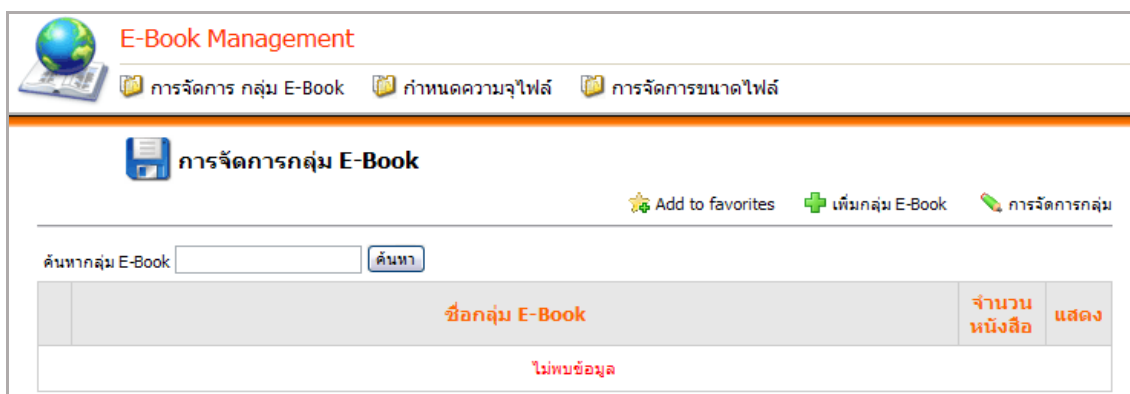 E-Book Management
การจัดการ กลุ่ม E-Book กำหนดความจุไฟล์ การจัดการขนาดไฟล์
การจัดการกลุ่ม E-Book
Add to favorites เพิ่มกลุ่ม E-Book การจัดการกลุ่ม
ค้นหากลุ่ม E-Book ค้นหา
ชื่อกลุ่ม E-Book จำนวนหนังสือ แสดง
ไม่พบข้อมูล